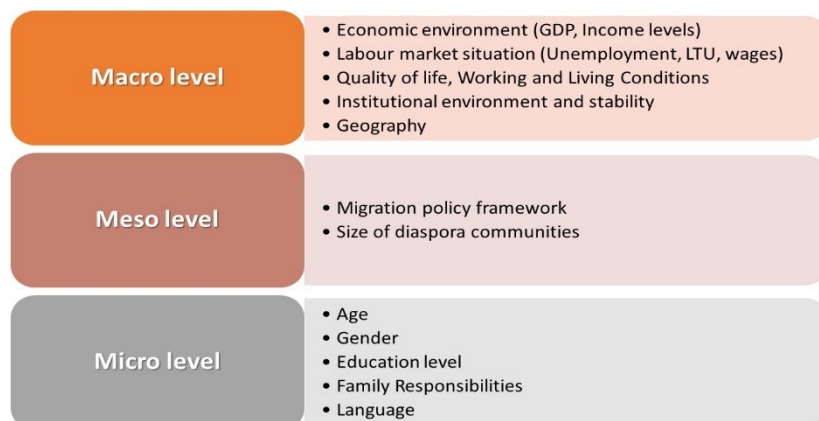 Macro level
• Economic environment (GDP, Income levels)
• Labour market situation (Unemployment, LTU, wages)
• Quality of life, Working and Living Conditions
• Institutional environment and stability
• Geography
Meso level
• Migration policy framework
• Size of diaspora communities
Micro level
• Age
• Gender
• Education level
• Family Responsibilities
• Language